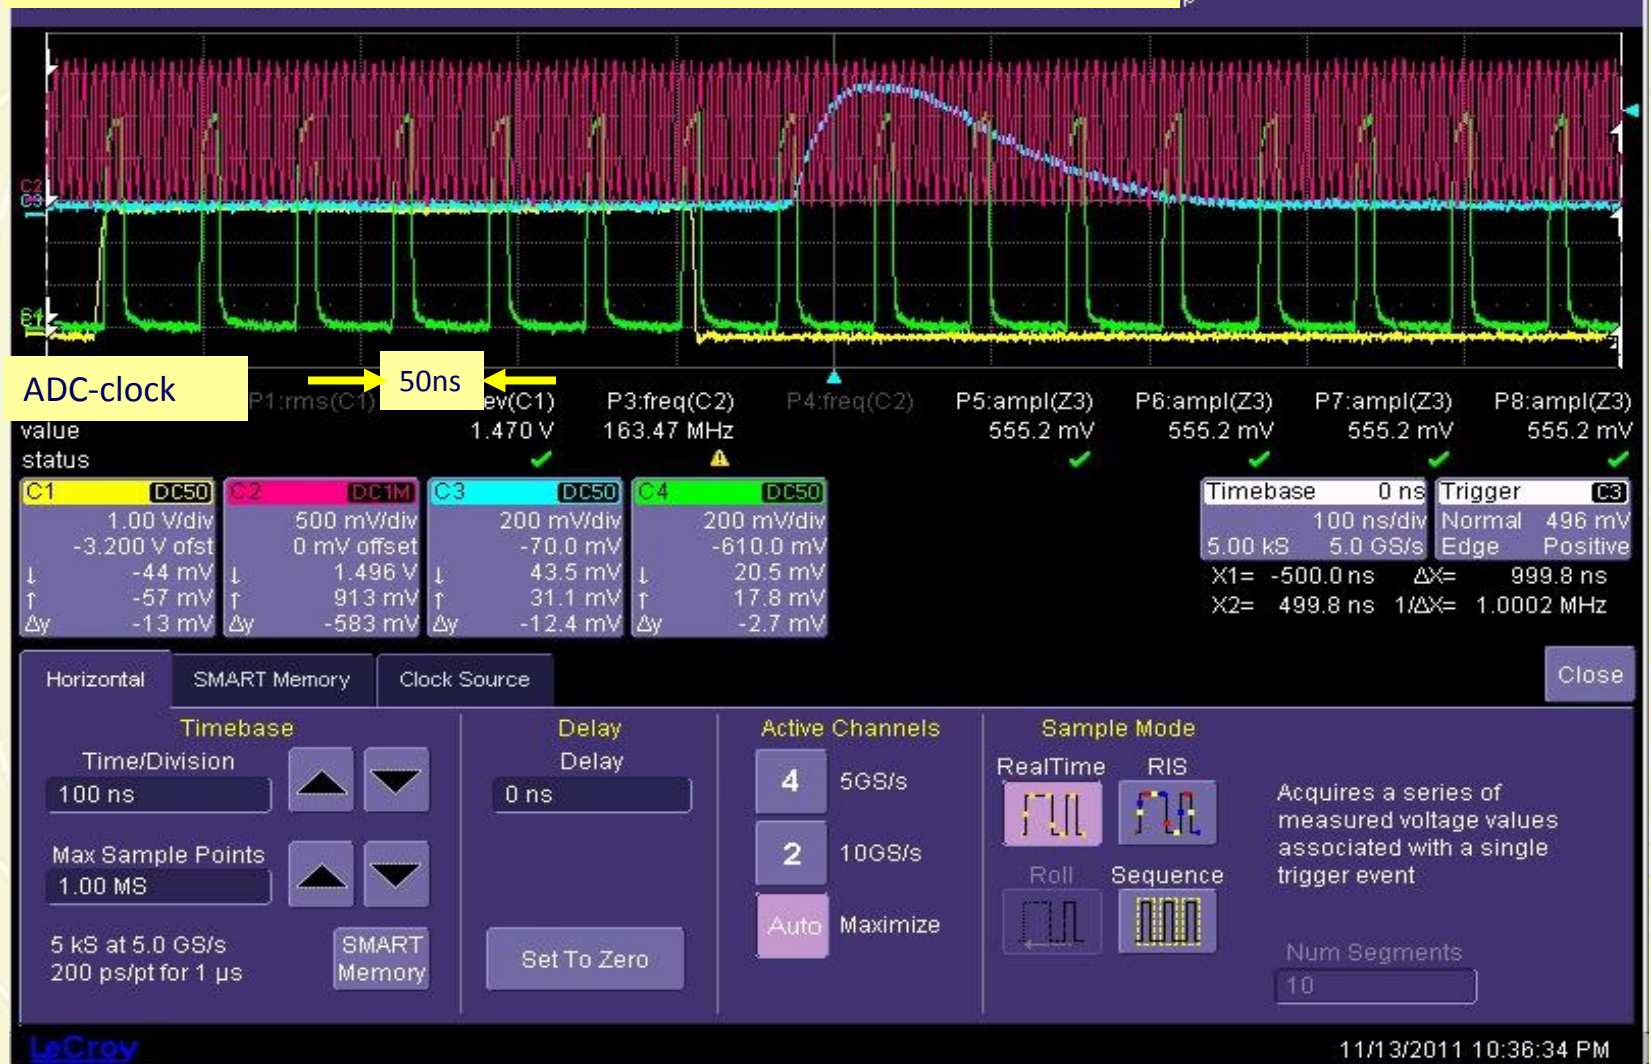 C2
C3
C1
ADC-clock
50ns
P1:rms(C1)
ev(C1)
P3:freq(C2)
P4:freq(C2)
P5:ampl(Z3)
P6:ampl(Z3)
P7:ampl(Z3)
P8:ampl(Z3)
value
1.470 V
163.47 MHz
555.2 mV
555.2 mV
555.2 mV
555.2 mV
status
C1 DC50
1.00 V/div
-3.200 V ofst
↓ -44 mV
↑ -57 mV
Δy -13 mV
C2 DC1M
500 mV/div
0 mV offset
↓ 1.496 V
↑ 913 mV
Δy -583 mV
C3 DC50
200 mV/div
-70.0 mV
↓ 43.5 mV
↑ 31.1 mV
Δy -12.4 mV
C4 DC50
200 mV/div
-610.0 mV
↓ 20.5 mV
↑ 17.8 mV
Δy -2.7 mV
Timebase 0 ns
100 ns/div
5.00 kS 5.0 GS/s
Trigger C3
Normal 496 mV
Edge Positive
X1= -500.0 ns ΔX= 999.8 ns
X2= 499.8 ns 1/ΔX= 1.0002 MHz
Horizontal
SMART Memory
Clock Source
Close
Timebase
Time/Division
100 ns
Max Sample Points
1.00 MS
5 kS at 5.0 GS/s
200 ps/pt for 1 µs
SMART
Memory
Delay
Delay
0 ns
Set To Zero
Active Channels
4 5GS/s
2 10GS/s
Auto Maximize
Sample Mode
RealTime
RIS
Roll
Sequence
Acquires a series of
measured voltage values
associated with a single
trigger event
Num Segments
10
LeCroy
11/13/2011 10:36:34 PM